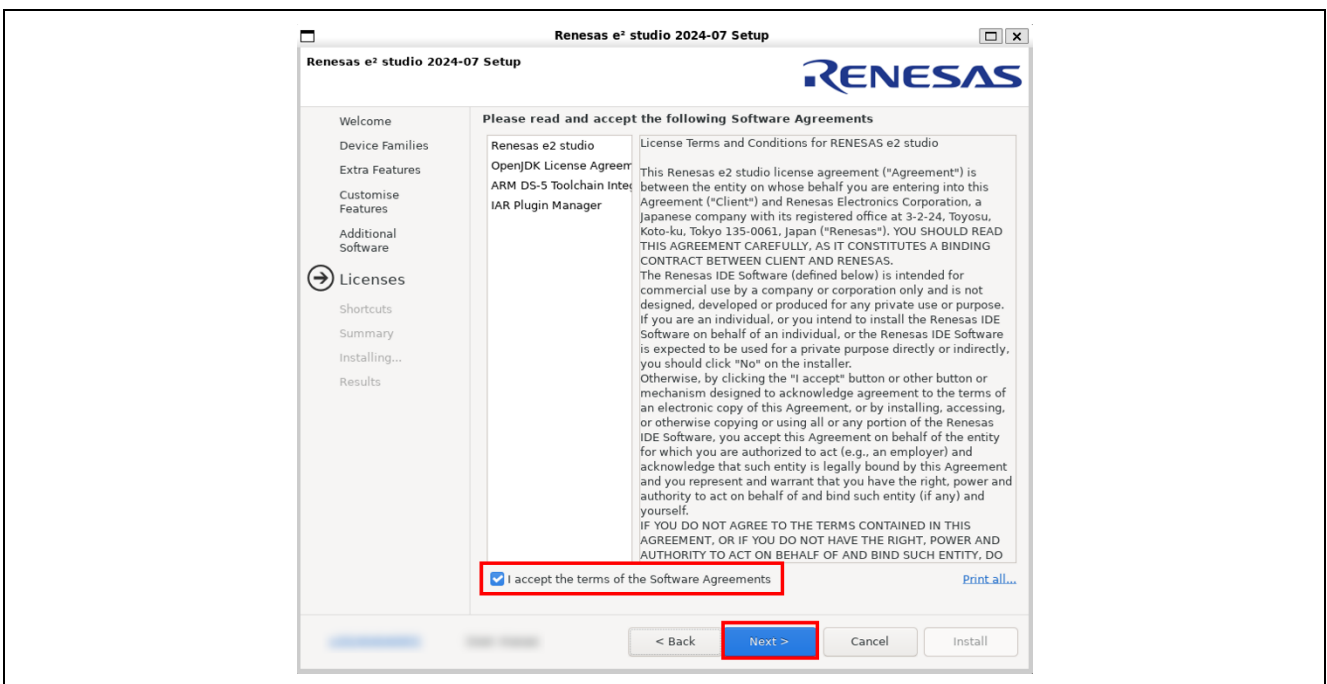 Renesas e² studio 2024-07 Setup
Renesas e² studio 2024-07 Setup
RENESAS
Welcome
Device Families
Extra Features
Customise
Features
Additional
Software
Licenses
Shortcuts
Summary
Installing...
Results
Please read and accept the following Software Agreements
Renesas e2 studio
OpenJDK License Agreem
ARM DS-5 Toolchain Integ
IAR Plugin Manager
License Terms and Conditions for RENESAS e2 studio
This Renesas e2 studio license agreement ("Agreement") is
between the entity on whose behalf you are entering into this
Agreement ("Client") and Renesas Electronics Corporation, a
Japanese company with its registered office at 3-2-24, Toyosu,
Koto-ku, Tokyo 135-0061, Japan ("Renesas"). YOU SHOULD READ
THIS AGREEMENT CAREFULLY, AS IT CONSTITUTES A BINDING
CONTRACT BETWEEN CLIENT AND RENESAS.
The Renesas IDE Software (defined below) is intended for
commercial use by a company or corporation only and is not
designed, developed or produced for any private use or purpose.
If you are an individual, or you intend to install the Renesas IDE
Software on behalf of an individual, or the Renesas IDE Software
is expected to be used for a private purpose directly or indirectly,
you should click "No" on the installer.
Otherwise, by clicking the "I accept" button or other button or
mechanism designed to acknowledge agreement to the terms of
an electronic copy of this Agreement, or by installing, accessing,
or otherwise copying or using all or any portion of the Renesas
IDE Software, you accept this Agreement on behalf of the entity
for which you are authorized to act (e.g., an employer) and
acknowledge that such entity is legally bound by this Agreement
and you represent and warrant that you have the right, power and
authority to act on behalf of and bind such entity (if any) and
yourself.
IF YOU DO NOT AGREE TO THE TERMS CONTAINED IN THIS
AGREEMENT, OR IF YOU DO NOT HAVE THE RIGHT, POWER AND
AUTHORITY TO ACT ON BEHALF OF AND BIND SUCH ENTITY, DO
I accept the terms of the Software Agreements
Print all...
< Back
Next >
Cancel
Install